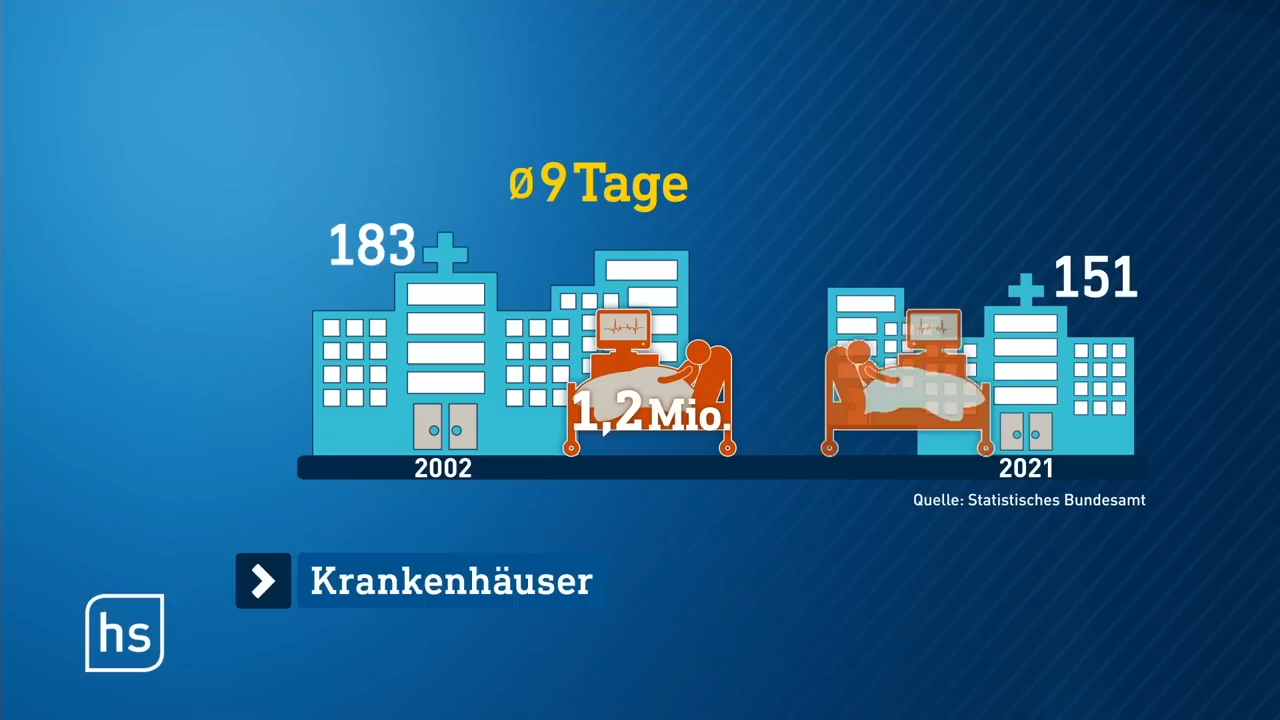 ø 9 Tage
183
151
1,2 Mio.
2002
2021
Quelle: Statistisches Bundesamt
Krankenhäuser
hs